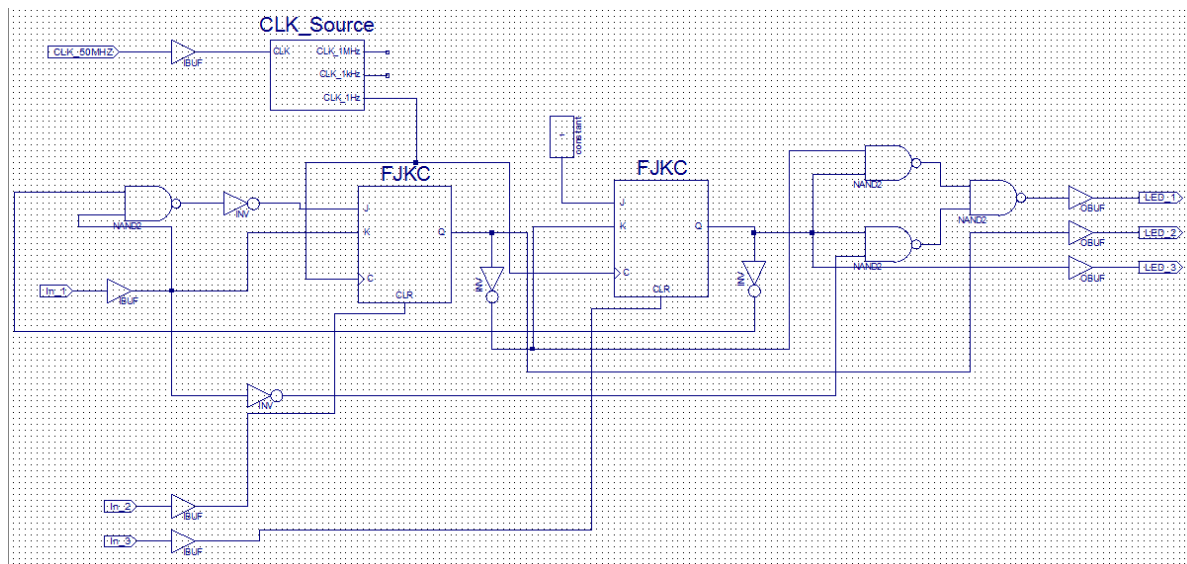 CLK_Source
CLK_50MHZ
IBUF
CLK
CLK_1MHz
CLK_1kHz
CLK_1Hz
constant
1
FJKC
J
K
Q
C
CLR
FJKC
J
K
Q
C
CLR
NAND2
INV
INV
INV
NAND2
NAND2
NAND2
OBUF
LED_1
OBUF
LED_2
OBUF
LED_3
In_1
IBUF
INV
In_2
IBUF
In_3
IBUF